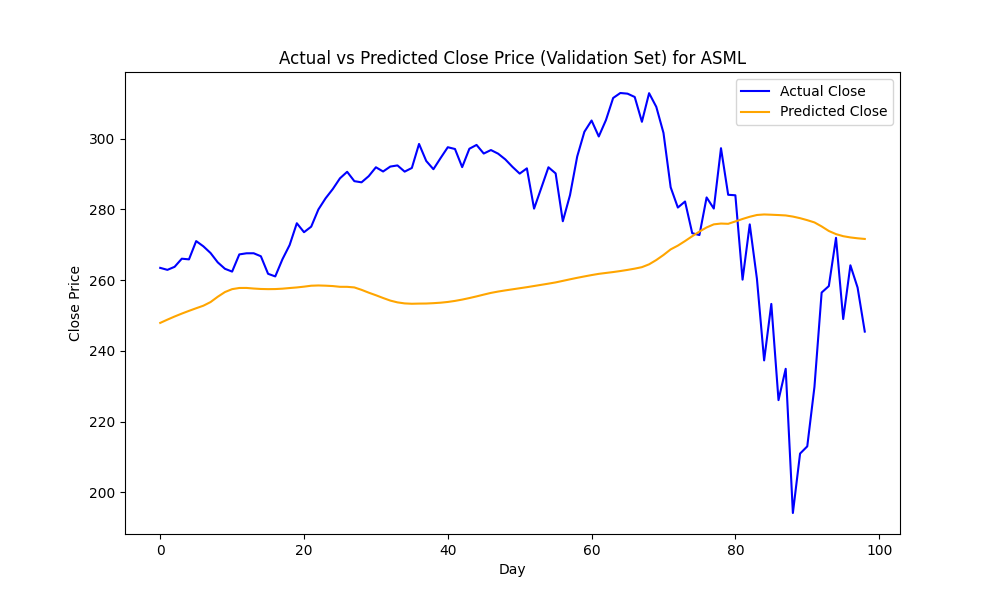 Actual vs Predicted Close Price (Validation Set) for ASML
Actual Close
Predicted Close
Close Price
300
280
260
240
220
200
0 20 40 60 80 100
Day